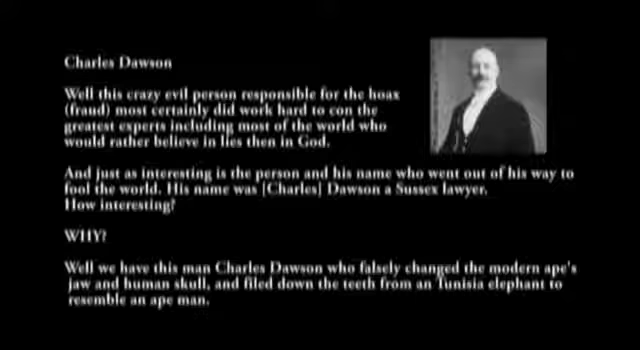 Charles Dawson
Well this crazy evil person responsible for the hoax
(fraud) most certainly did work hard to con the
greatest experts including most of the world who
would rather believe in lies then in God.
And just as interesting is the person and his name who went out of his way to
fool the world. His name was [Charles] Dawson a Sussex lawyer.
How interesting?
WHY?
Well we have this man Charles Dawson who falsely changed the modern ape's
jaw and human skull, and filed down the teeth from an Tunisia elephant to
resemble an ape man.